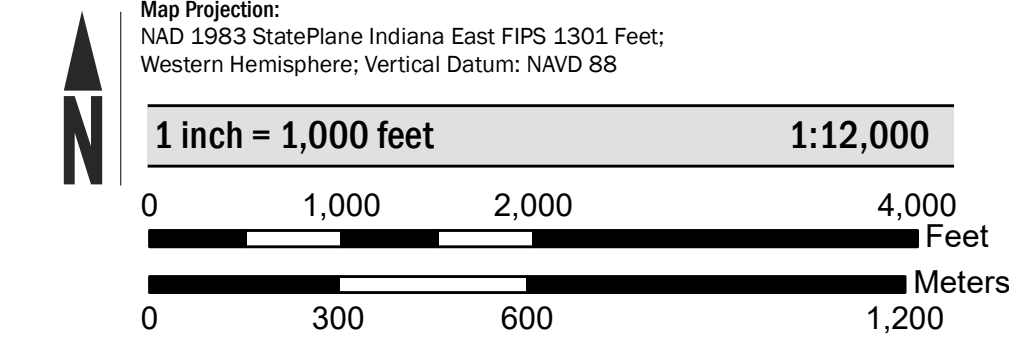 Map Projection:
NAD 1983 StatePlane Indiana East FIPS 1301 Feet;
Western Hemisphere; Vertical Datum: NAVD 88
N
1 inch = 1,000 feet 1:12,000
0 1,000 2,000 4,000
Feet
Meters
0 300 600 1,200